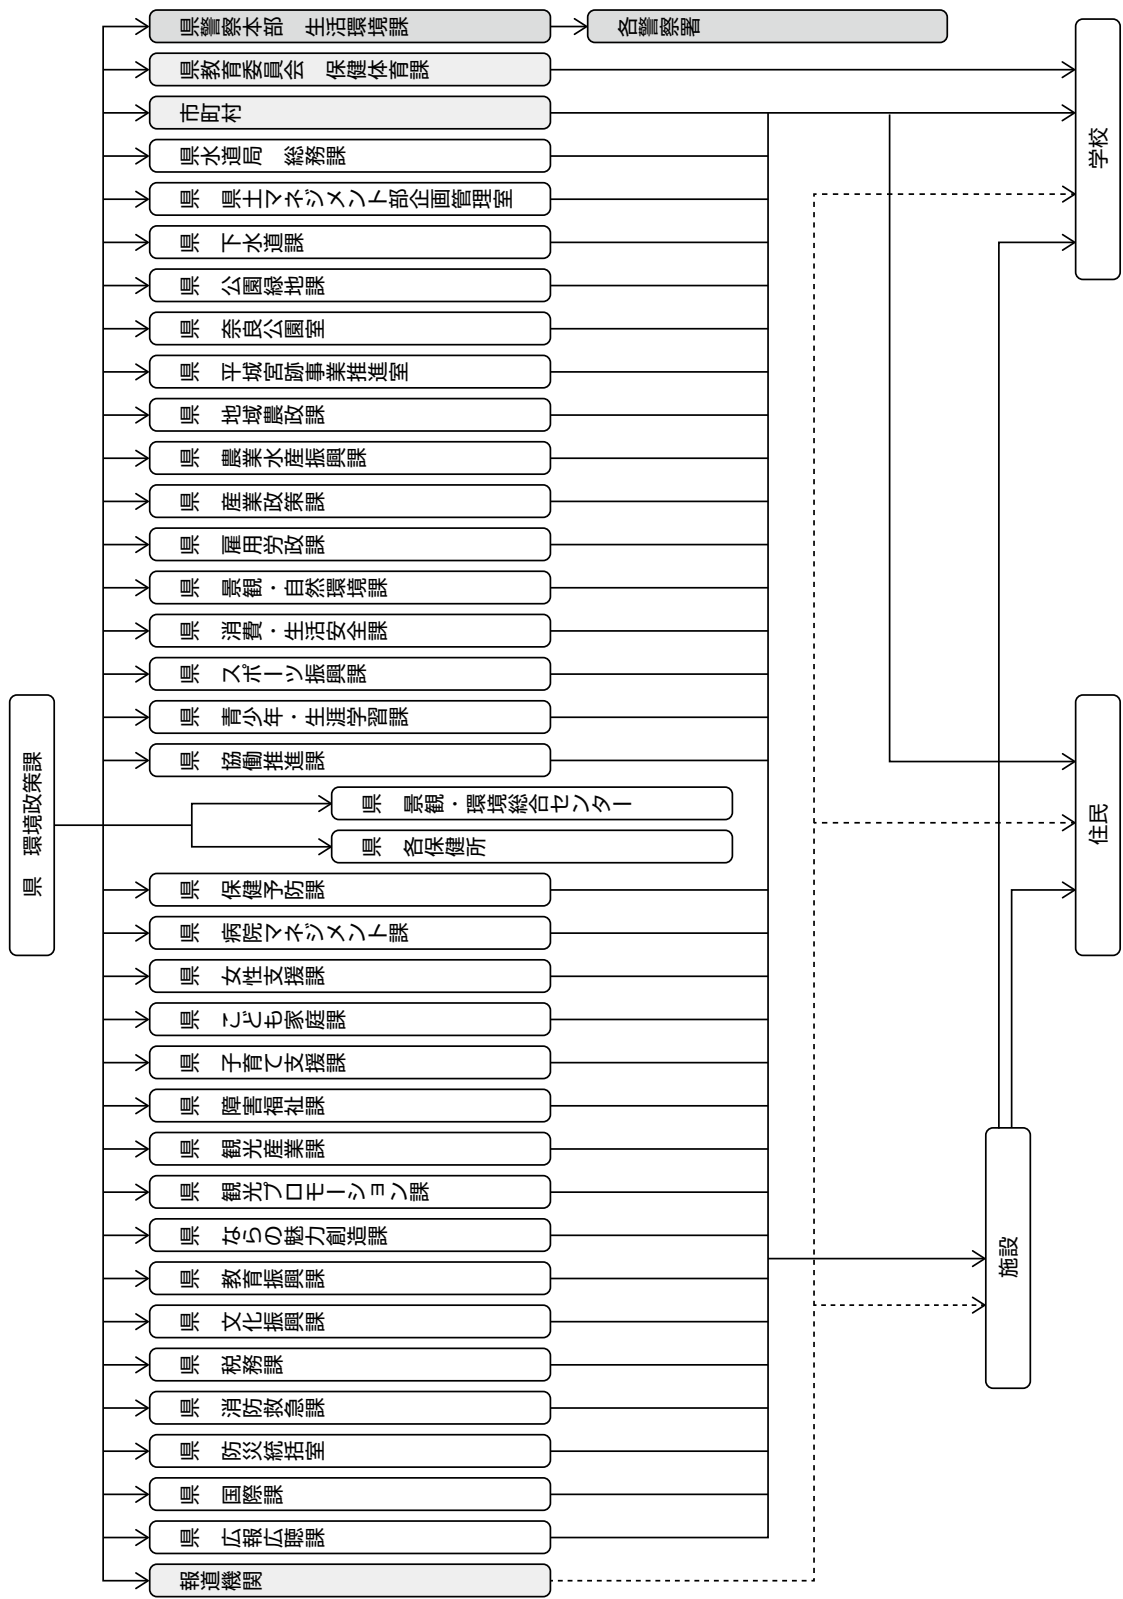 県警察本部　生活環境課
各警察署
県教育委員会　保健体育課
市町村
県水道局　総務課
県　県土マネジメント部企画管理室
県　下水道課
県　公園緑地課
県　奈良公園室
県　平城宮跡事業推進室
県　地域農政課
県　農業水産振興課
県　産業政策課
県　雇用労政課
県　景観・自然環境課
県　消費・生活安全課
県　スポーツ振興課
県　青少年・生涯学習課
県　協働推進課
県　環境政策課
県　景観・環境総合センター
県　各保健所
県　保健予防課
県　病院マネジメント課
県　女性支援課
県　こども家庭課
県　子育て支援課
県　障害福祉課
県　観光産業課
県　観光プロモーション課
県　ならの魅力創造課
県　教育振興課
県　文化振興課
県　税務課
県　消防救急課
県　防災統括室
県　国際課
県　広報広聴課
報道機関
学校
住民
施設